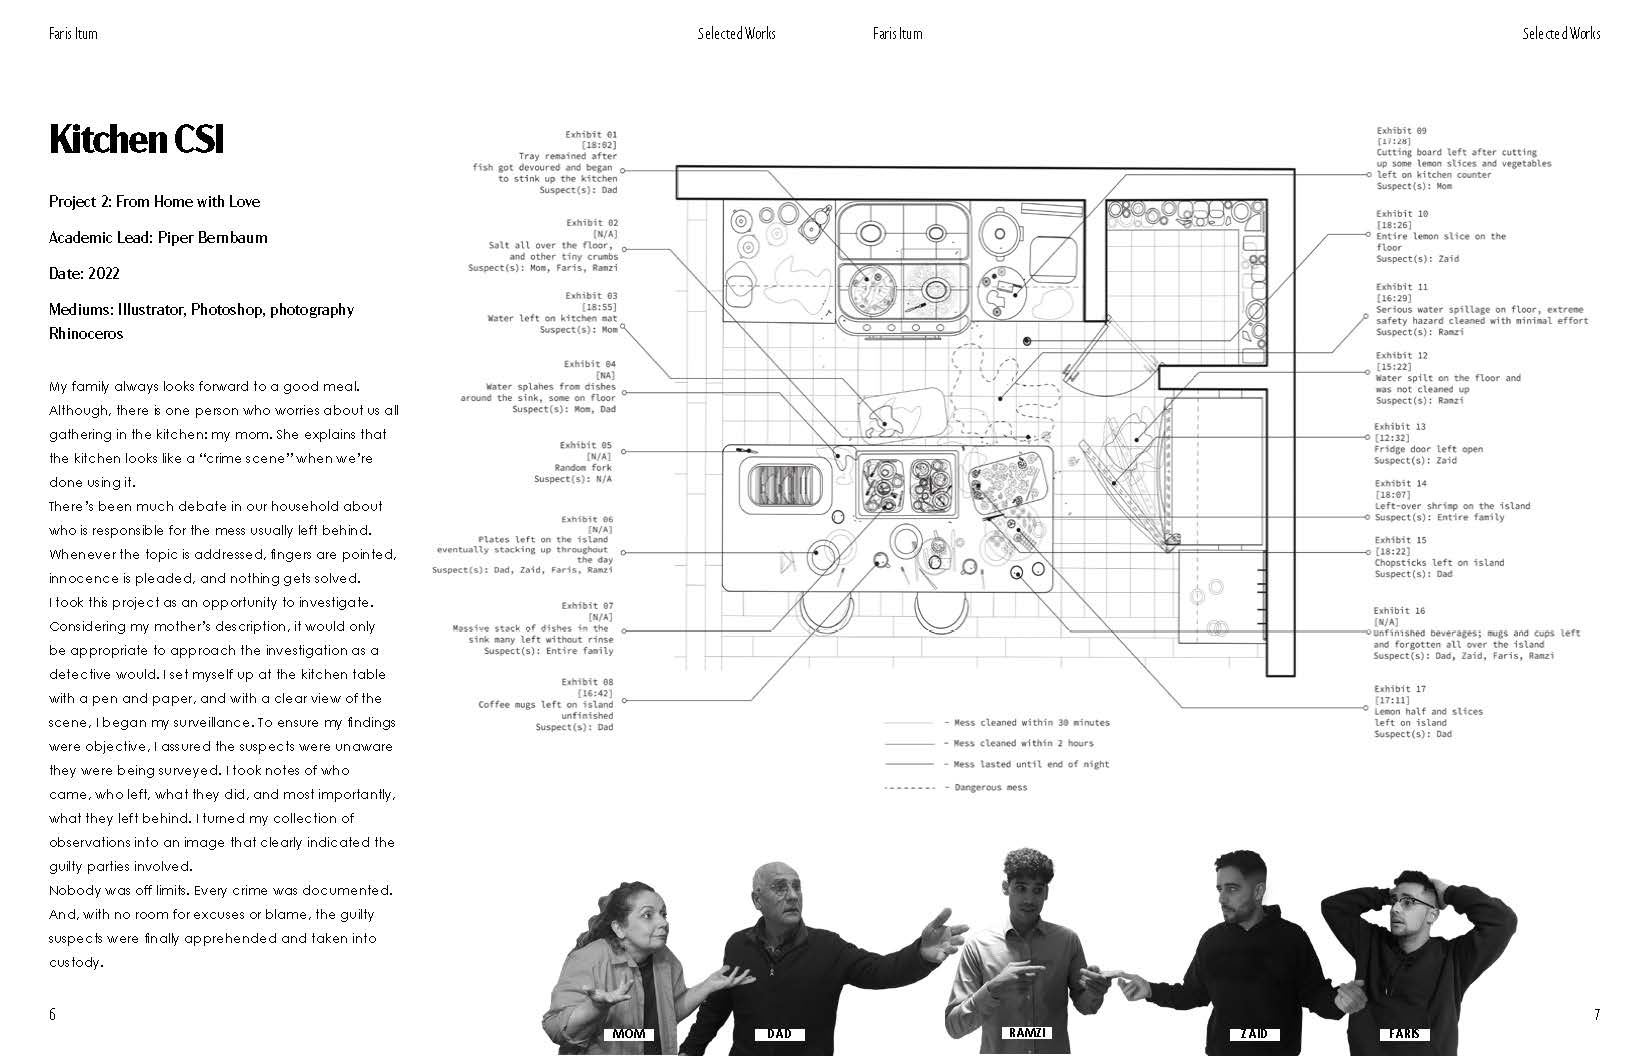 Faris Itum
Selected Works
Faris Itum
Selected Works
Kitchen CSI
Project 2: From Home with Love
Academic Lead: Piper Bernbaum
Date: 2022
Mediums: Illustrator, Photoshop, photography
Rhinoceros
My family always looks forward to a good meal.
Although, there is one person who worries about us all
gathering in the kitchen: my mom. She explains that
the kitchen looks like a “crime scene” when we’re
done using it.
There’s been much debate in our household about
who is responsible for the mess usually left behind.
Whenever the topic is addressed, fingers are pointed,
innocence is pleaded, and nothing gets solved.
I took this project as an opportunity to investigate.
Considering my mother’s description, it would only
be appropriate to approach the investigation as a
detective would. I set myself up at the kitchen table
with a pen and paper, and with a clear view of the
scene, I began my surveillance. To ensure my findings
were objective, I assured the suspects were unaware
they were being surveyed. I took notes of who
came, who left, what they did, and most importantly,
what they left behind. I turned my collection of
observations into an image that clearly indicated the
guilty parties involved.
Nobody was off limits. Every crime was documented.
And, with no room for excuses or blame, the guilty
suspects were finally apprehended and taken into
custody.
Exhibit 01
[18:02]
Tray remained after
fish got devoured and began
to stink up the kitchen
Suspect(s): Dad
Exhibit 02
[N/A]
Salt all over the floor,
and other tiny crumbs
Suspect(s): Mom, Faris, Ramzi
Exhibit 03
[18:55]
Water left on kitchen mat
Suspect(s): Mom
Exhibit 04
[NA]
Water splahes from dishes
around the sink, some on floor
Suspect(s): Mom, Dad
Exhibit 05
[N/A]
Random fork
Suspect(s): N/A
Exhibit 06
[N/A]
Plates left on the island
eventually stacking up throughout
the day
Suspect(s): Dad, Zaid, Faris, Ramzi
Exhibit 07
[N/A]
Massive stack of dishes in the
sink many left without rinse
Suspect(s): Entire family
Exhibit 08
[16:42]
Coffee mugs left on island
unfinished
Suspect(s): Dad
Exhibit 09
[17:28]
Cutting board left after cutting
up some lemon slices and vegetables
left on kitchen counter
Suspect(s): Mom
Exhibit 10
[18:26]
Entire lemon slice on the
floor
Suspect(s): Zaid
Exhibit 11
[16:29]
Serious water spillage on floor, extreme
safety hazard cleaned with minimal effort
Suspect(s): Ramzi
Exhibit 12
[15:22]
Water spilt on the floor and
was not cleaned up
Suspect(s): Ramzi
Exhibit 13
[12:32]
Fridge door left open
Suspect(s): Zaid
Exhibit 14
[18:07]
Left-over shrimp on the island
Suspect(s): Entire family
Exhibit 15
[18:22]
Chopsticks left on island
Suspect(s): Dad
Exhibit 16
[N/A]
Unfinished beverages; mugs and cups left
and forgotten all over the island
Suspect(s): Dad, Zaid, Faris, Ramzi
Exhibit 17
[17:11]
Lemon half and slices
left on island
Suspect(s): Dad
- Mess cleaned within 30 minutes
- Mess cleaned within 2 hours
- Mess lasted until end of night
- Dangerous mess
MOM
DAD
RAMZI
ZAID
FARIS
6
7